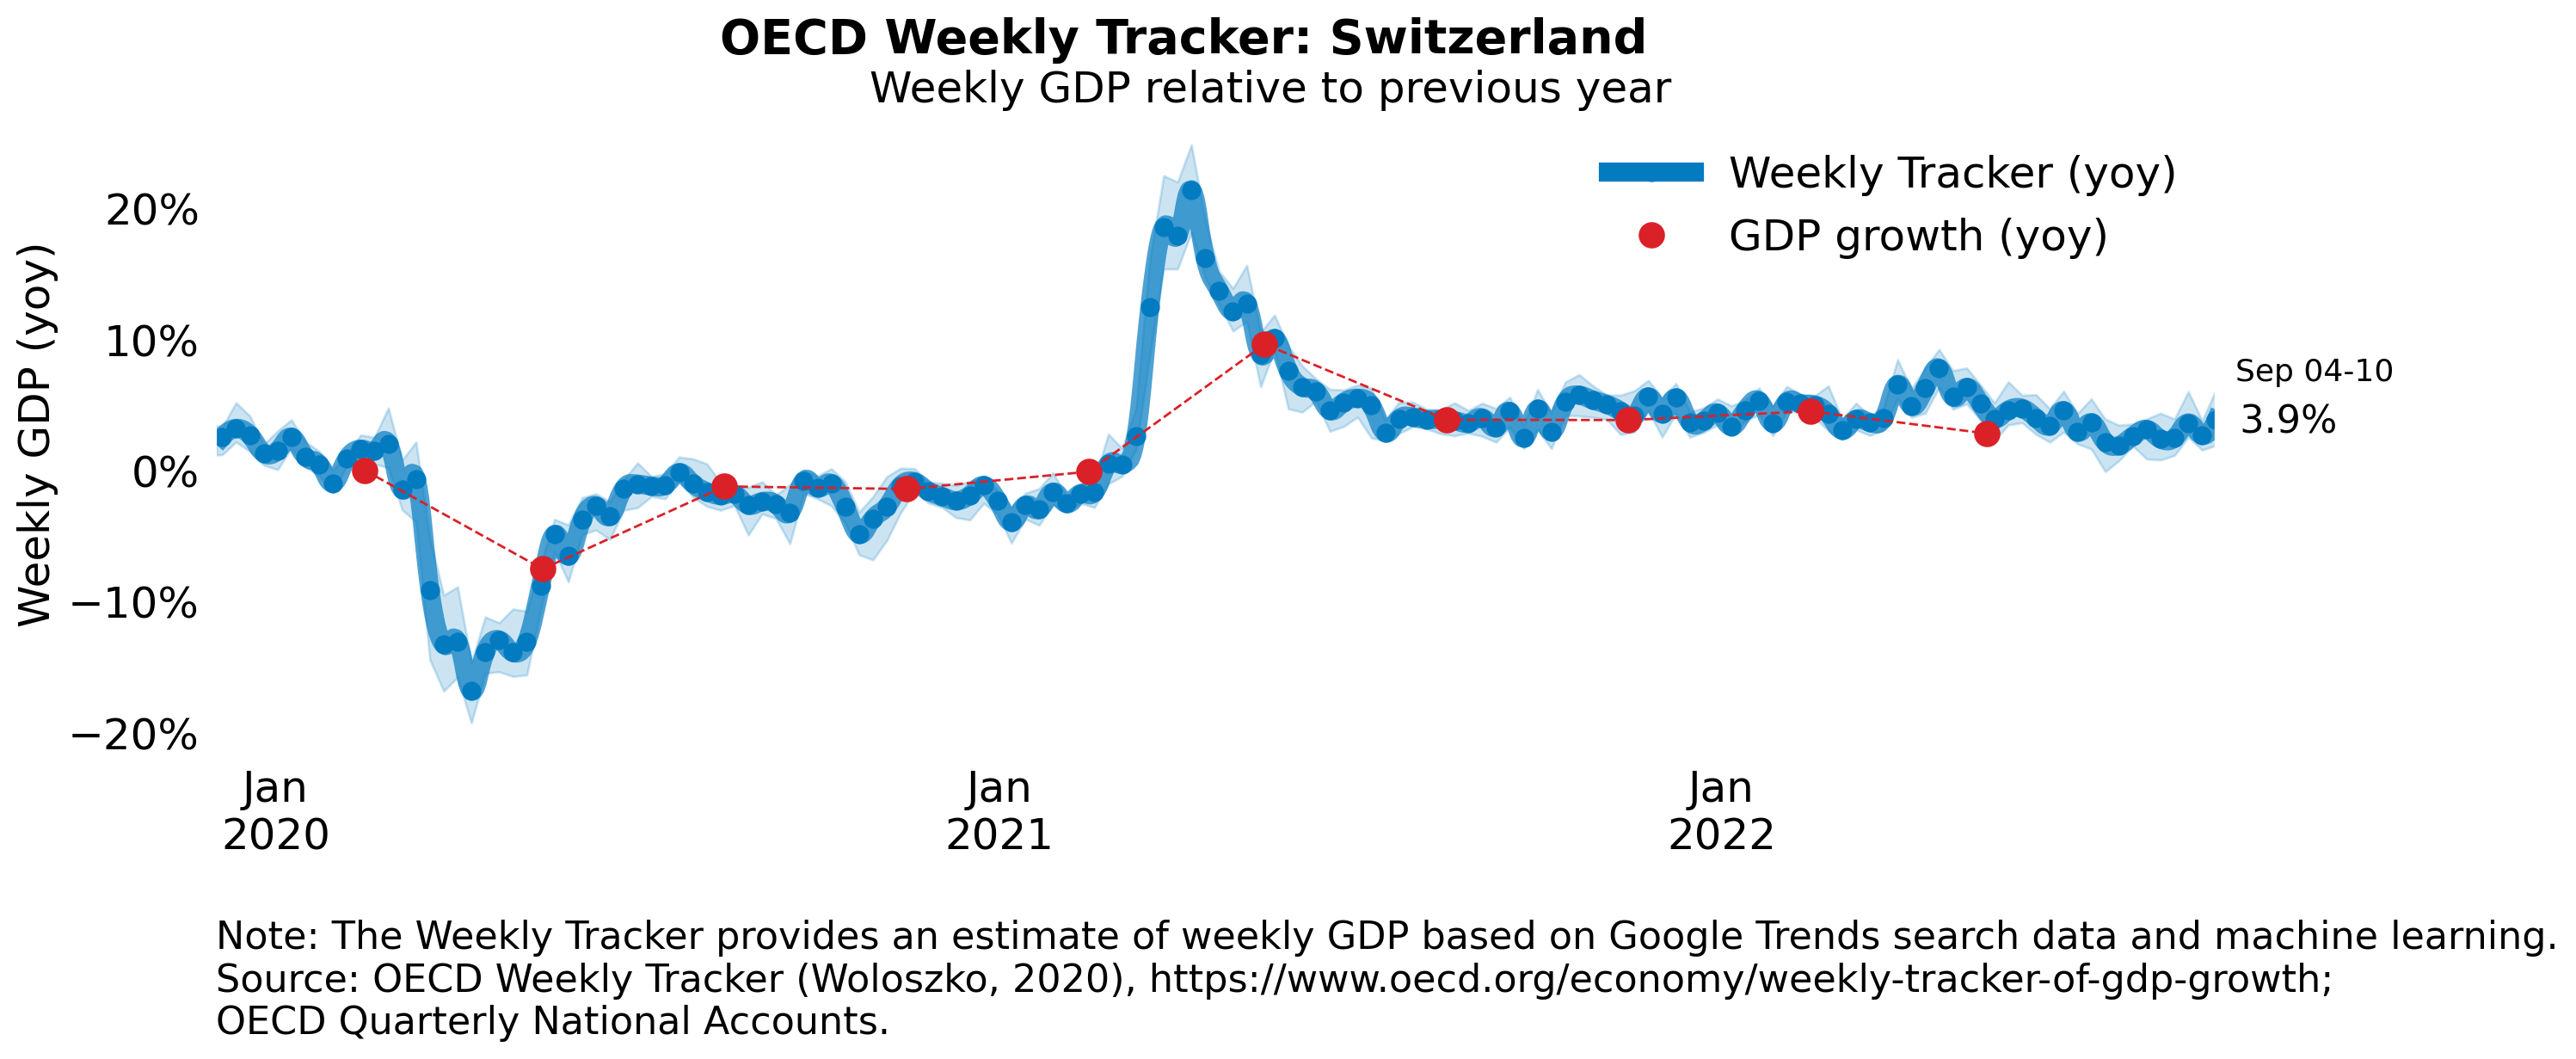 OECD Weekly Tracker: Switzerland
Weekly GDP relative to previous year
Weekly Tracker (yoy)
GDP growth (yoy)
Weekly GDP (yoy)
20%
10%
0%
−10%
−20%
Sep 04-10
3.9%
Jan
2020
Jan
2021
Jan
2022
Note: The Weekly Tracker provides an estimate of weekly GDP based on Google Trends search data and machine learning.
Source: OECD Weekly Tracker (Woloszko, 2020), https://www.oecd.org/economy/weekly-tracker-of-gdp-growth;
OECD Quarterly National Accounts.